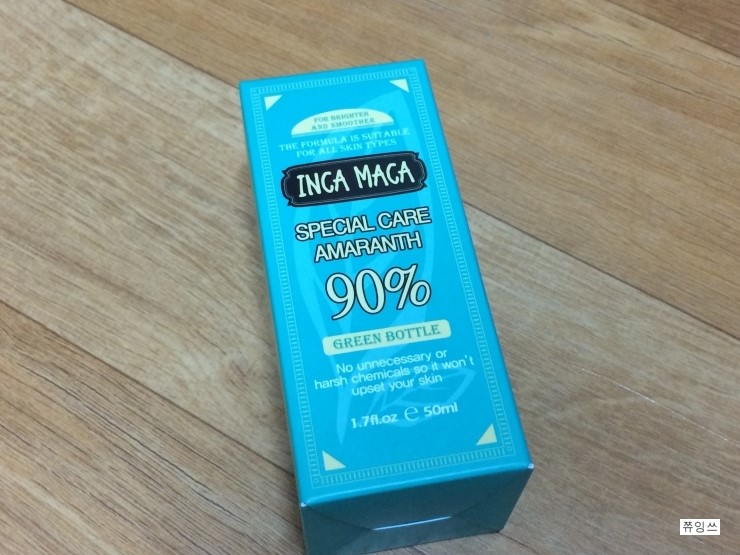 FOR BRIGHTER
AND SMOOTHER
THE FORMULA IS SUITABLE
FOR ALL SKIN TYPES
INCA MACA
SPECIAL CARE
AMARANTH
90%
GREEN BOTTLE
No unnecessary or
harsh chemicals so it won't
upset your skin
1.7fl.oz ℮ 50ml
쮸잉쓰